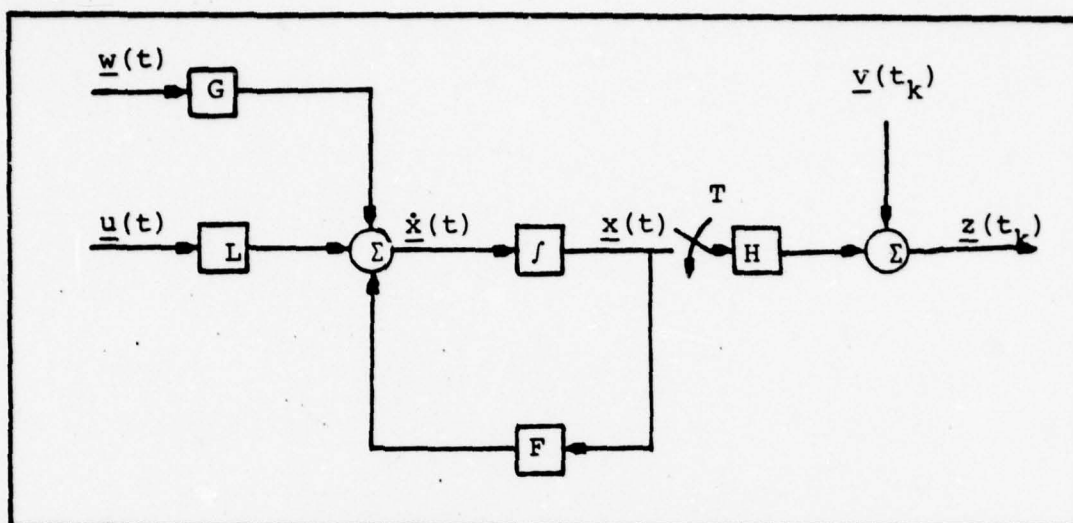 w(t)
G
v(t_k)
T
u(t)
L
Σ
ẋ(t)
∫
x(t)
H
Σ
z(t_k)
F